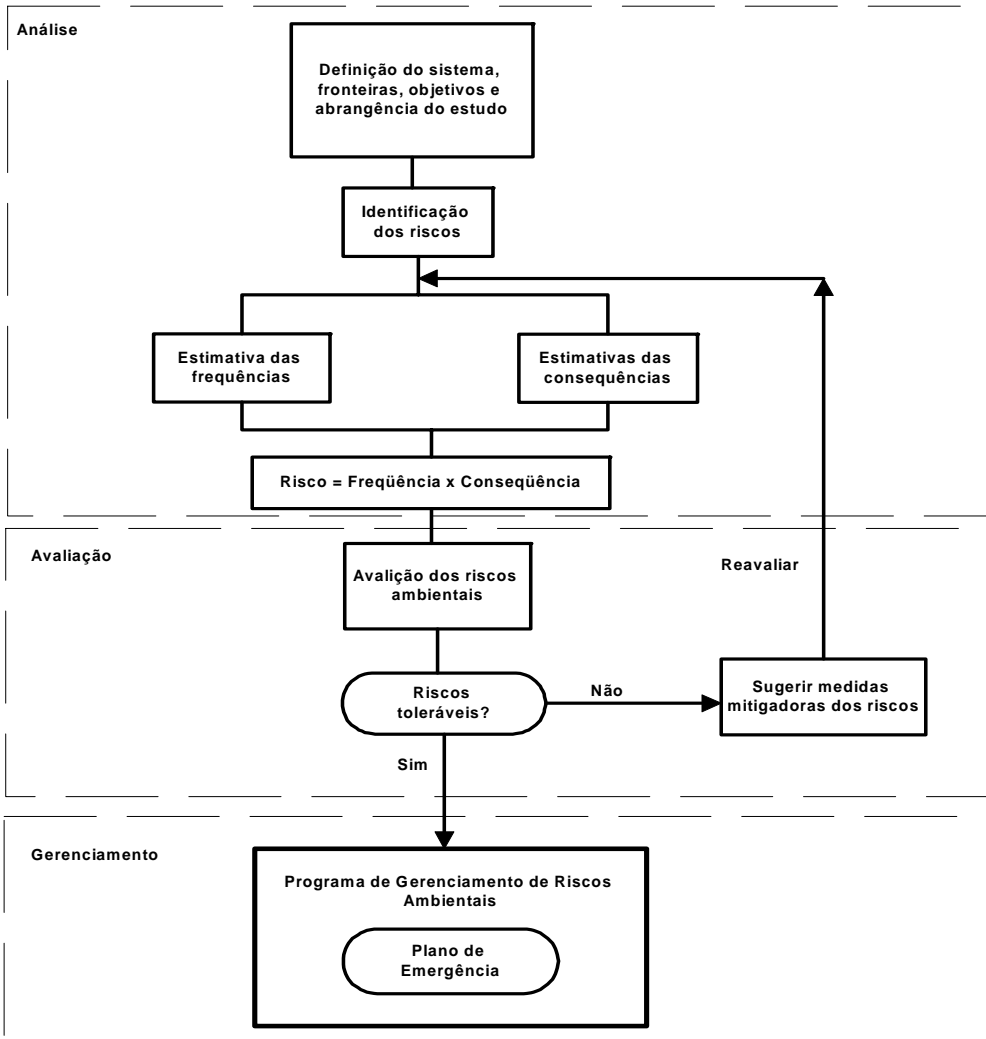 Análise
Definição do sistema,
fronteiras, objetivos e
abrangência do estudo
Identificação
dos riscos
Estimativa das
frequências
Estimativas das
consequências
Risco = Freqüência x Conseqüência
Avaliação
Avalição dos riscos
ambientais
Reavaliar
Riscos
toleráveis?
Não
Sugerir medidas
mitigadoras dos riscos
Sim
Gerenciamento
Programa de Gerenciamento de Riscos
Ambientais
Plano de
Emergência